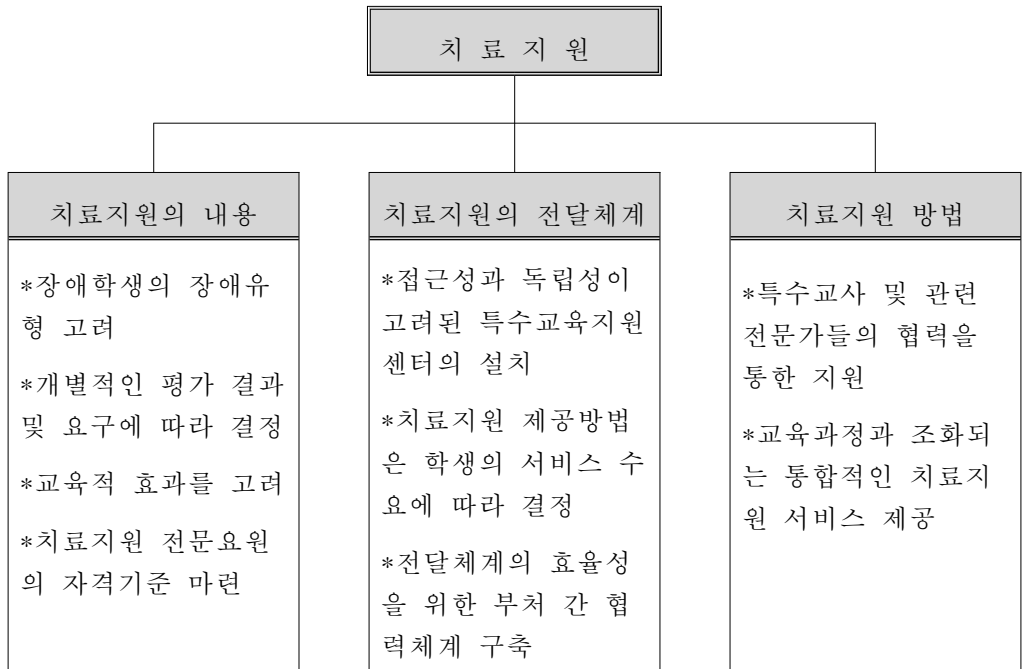 치 료 지 원
치료지원의 내용
*장애학생의 장애유
형 고려
*개별적인 평가 결과
및 요구에 따라 결정
*교육적 효과를 고려
*치료지원 전문요원
의 자격기준 마련
치료지원의 전달체계
*접근성과 독립성이
고려된 특수교육지원
센터의 설치
*치료지원 제공방법
은 학생의 서비스 수
요에 따라 결정
*전달체계의 효율성
을 위한 부처 간 협
력체계 구축
치료지원 방법
*특수교사 및 관련
전문가들의 협력을
통한 지원
*교육과정과 조화되
는 통합적인 치료지
원 서비스 제공